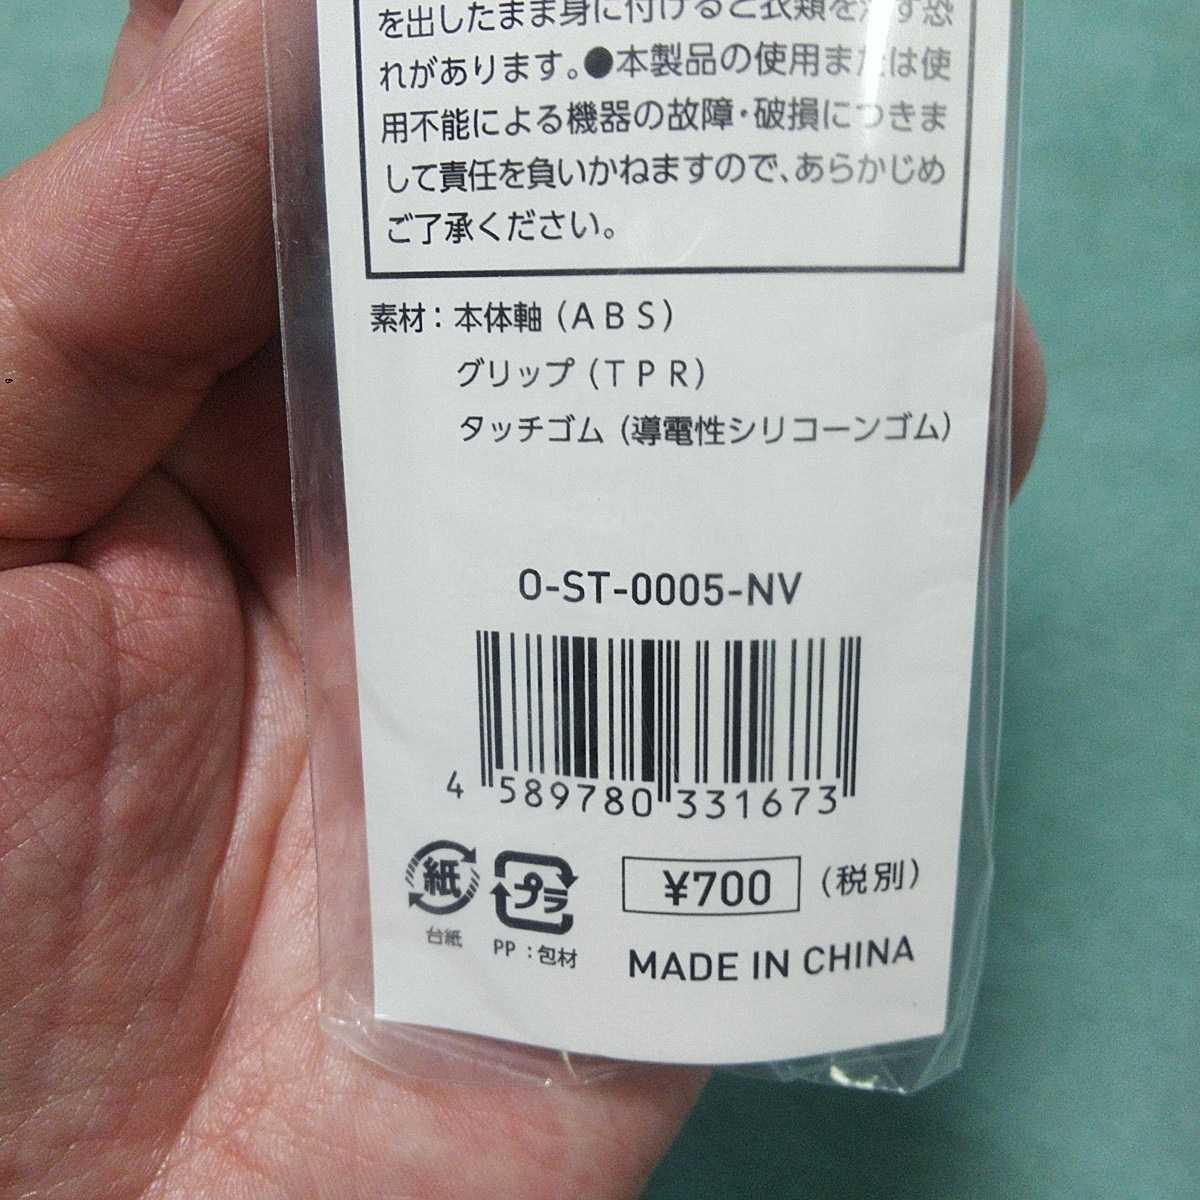 を出したまま身に付けると衣類を汚す恐
れがあります。●本製品の使用または使
用不能による機器の故障・破損につきま
して責任を負いかねますので、あらかじめ
ご了承ください。
素材：本体軸（ＡＢＳ）
グリップ（ＴＰＲ）
タッチゴム（導電性シリコーンゴム）
O-ST-0005-NV
4 589780 331673
紙 プラ ¥700（税別）
台紙 PP：包材
MADE IN CHINA